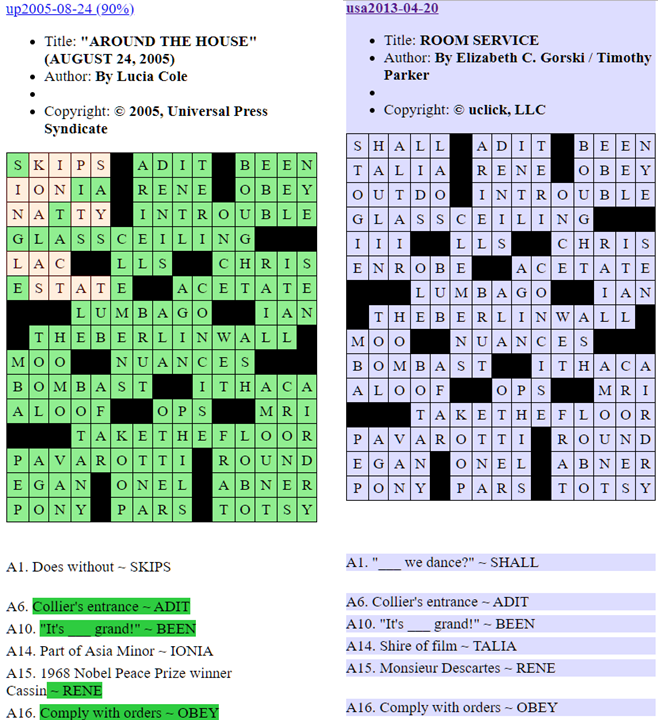 up2005-08-24 (90%)
Title: "AROUND THE HOUSE"
(AUGUST 24, 2005)
Author: By Lucia Cole
Copyright: © 2005, Universal Press
Syndicate
S K I P S A D I T B E E N
I O N I A R E N E O B E Y
N A T T Y I N T R O U B L E
G L A S S C E I L I N G
L A C L L S C H R I S
E S T A T E A C E T A T E
L U M B A G O I A N
T H E B E R L I N W A L L
M O O N U A N C E S
B O M B A S T I T H A C A
A L O O F O P S M R I
T A K E T H E F L O O R
P A V A R O T T I R O U N D
E G A N O N E L A B N E R
P O N Y P A R S T O T S Y
A1. Does without ~ SKIPS
A6. Collier's entrance ~ ADIT
A10. "It's ___ grand!" ~ BEEN
A14. Part of Asia Minor ~ IONIA
A15. 1968 Nobel Peace Prize winner
Cassin ~ RENE
A16. Comply with orders ~ OBEY
usa2013-04-20
Title: ROOM SERVICE
Author: By Elizabeth C. Gorski / Timothy
Parker
Copyright: © uclick, LLC
S H A L L A D I T B E E N
T A L I A R E N E O B E Y
O U T D O I N T R O U B L E
G L A S S C E I L I N G
I I I L L S C H R I S
E N R O B E A C E T A T E
L U M B A G O I A N
T H E B E R L I N W A L L
M O O N U A N C E S
B O M B A S T I T H A C A
A L O O F O P S M R I
T A K E T H E F L O O R
P A V A R O T T I R O U N D
E G A N O N E L A B N E R
P O N Y P A R S T O T S Y
A1. "___ we dance?" ~ SHALL
A6. Collier's entrance ~ ADIT
A10. "It's ___ grand!" ~ BEEN
A14. Shire of film ~ TALIA
A15. Monsieur Descartes ~ RENE
A16. Comply with orders ~ OBEY